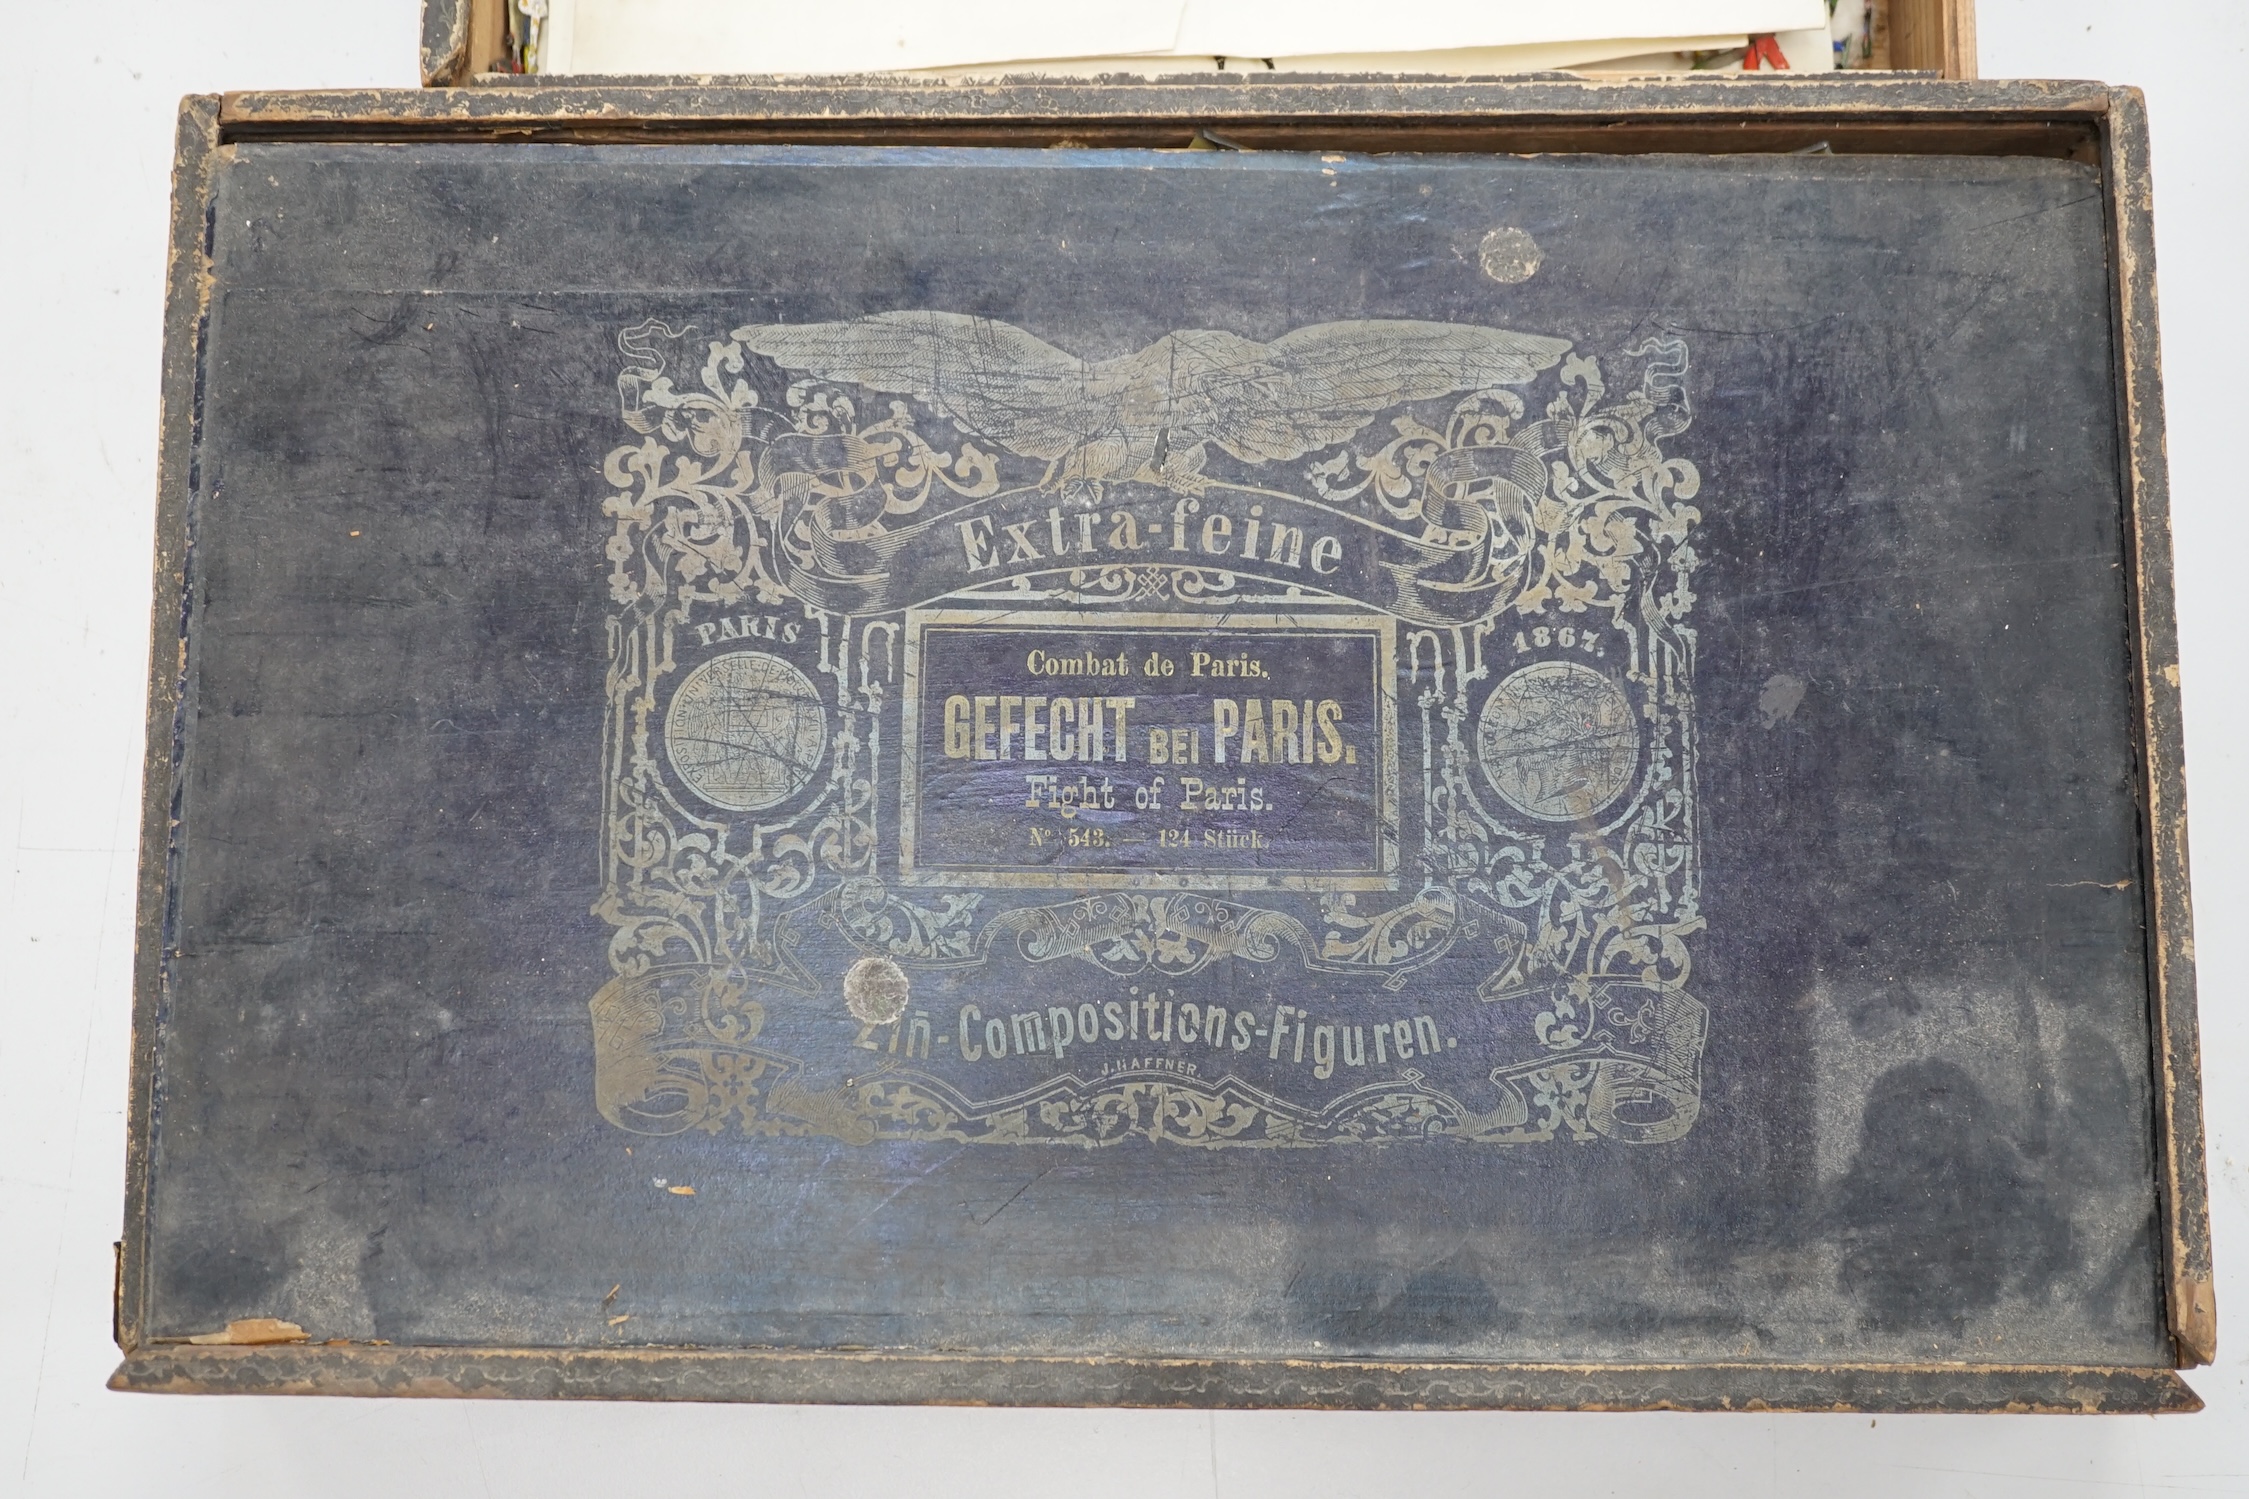 Extra-feine
PARIS
1867.
Combat de Paris.
GEFECHT BEI PARIS.
Fight of Paris.
Nº 543. — 124 Stück.
Zin̄-Compositions-Figuren.
J. HAFFNER